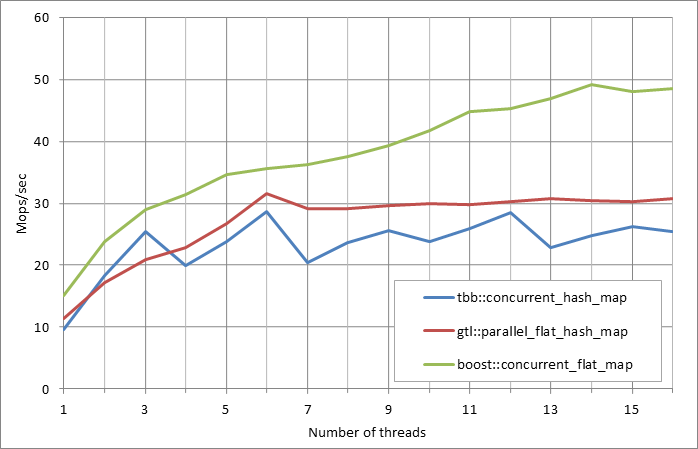 60
50
40
30
20
10
0
Mops/sec
tbb::concurrent_hash_map
gtl::parallel_flat_hash_map
boost::concurrent_flat_map
1 3 5 7 9 11 13 15
Number of threads